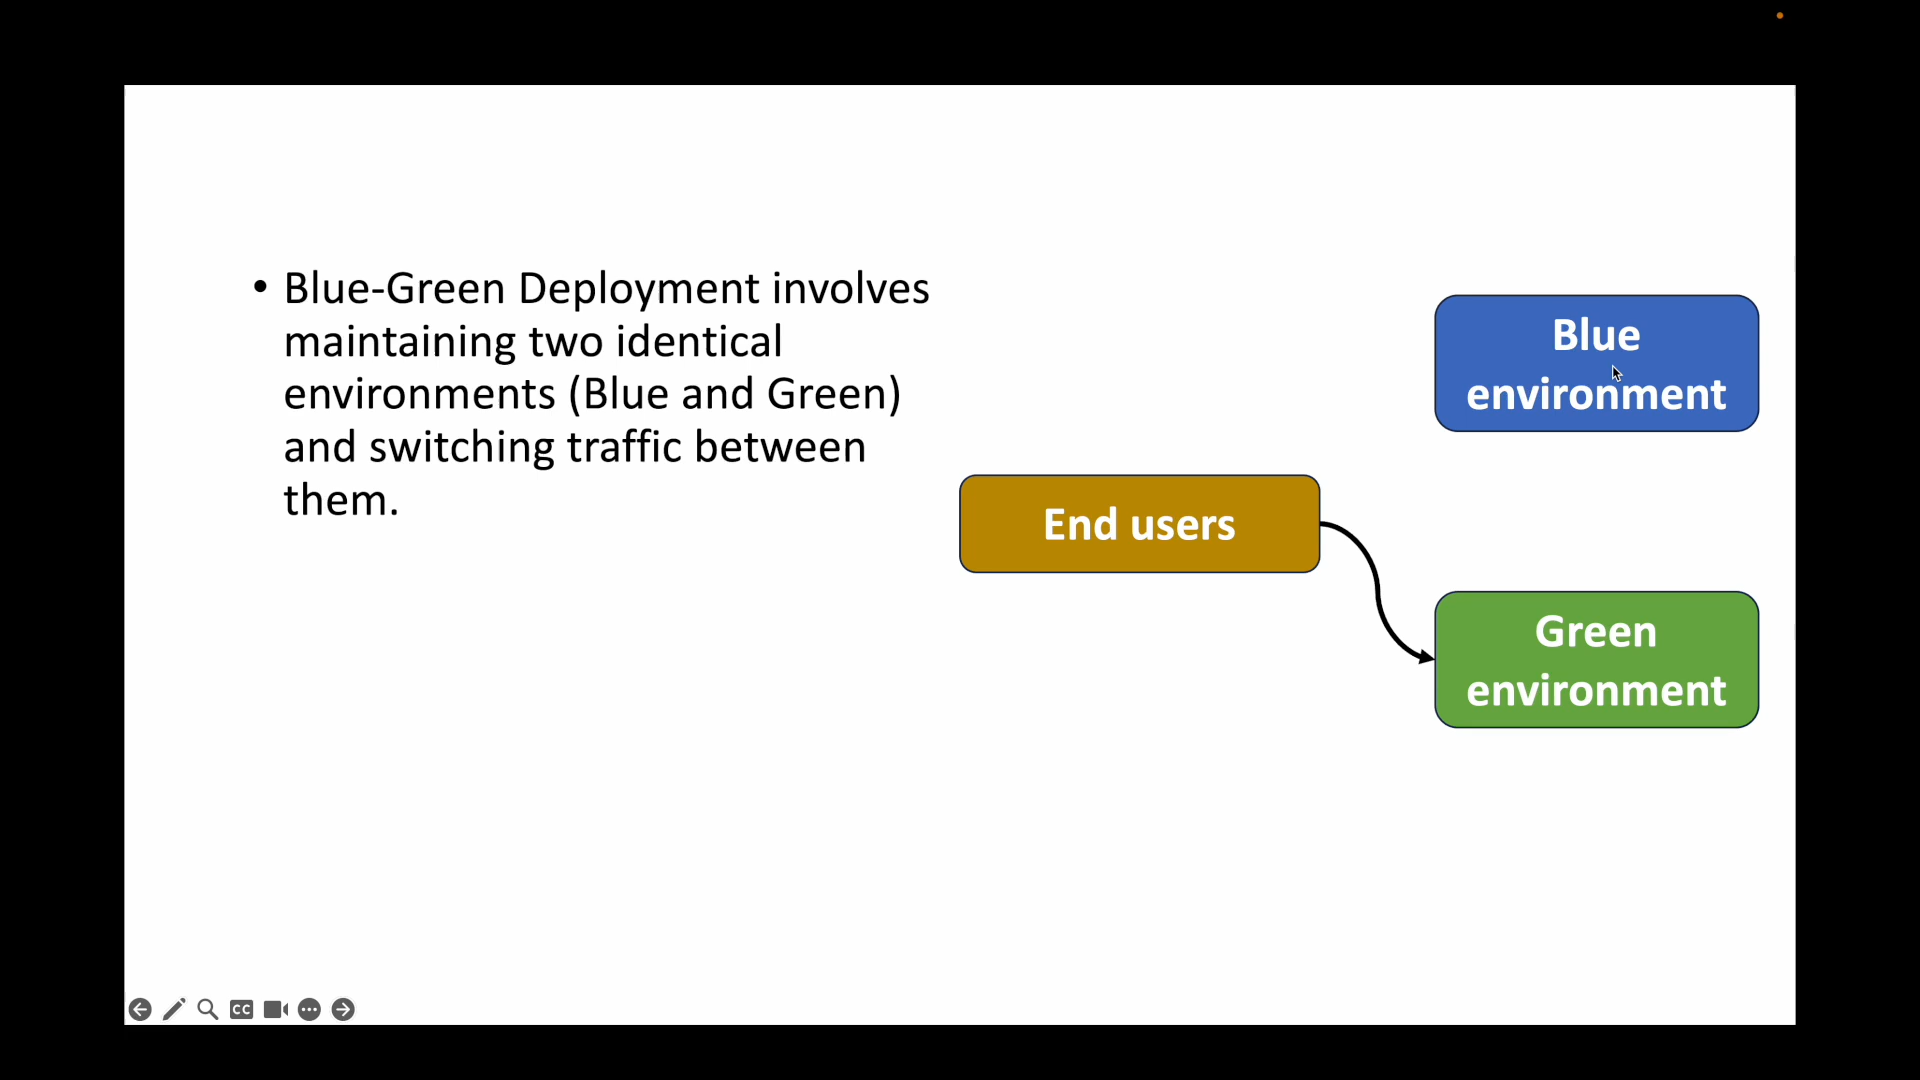 • Blue-Green Deployment involves
maintaining two identical
environments (Blue and Green)
and switching traffic between
them.
Blue
environment
End users
Green
environment
CC